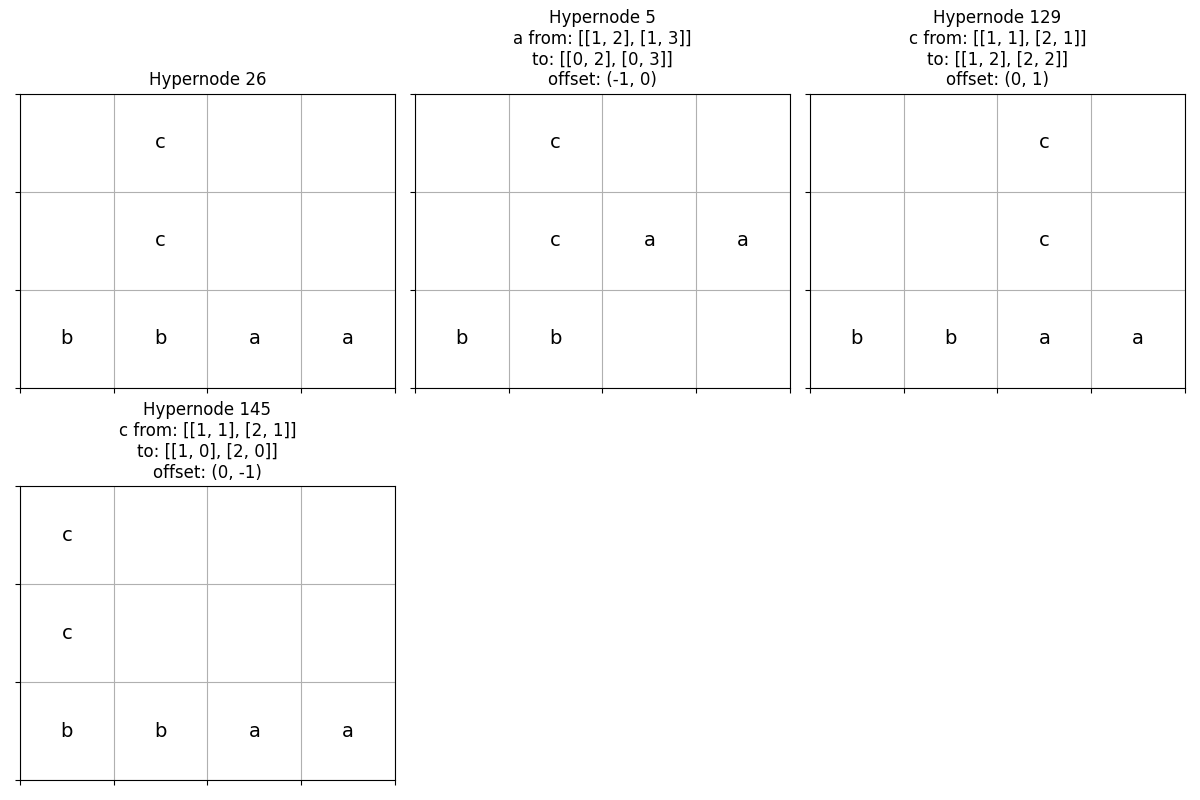 Hypernode 26
c
c
b b a a
Hypernode 5
a from: [[1, 2], [1, 3]]
to: [[0, 2], [0, 3]]
offset: (-1, 0)
c
c a a
b b
Hypernode 129
c from: [[1, 1], [2, 1]]
to: [[1, 2], [2, 2]]
offset: (0, 1)
c
c
b b a a
Hypernode 145
c from: [[1, 1], [2, 1]]
to: [[1, 0], [2, 0]]
offset: (0, -1)
c
c
b b a a